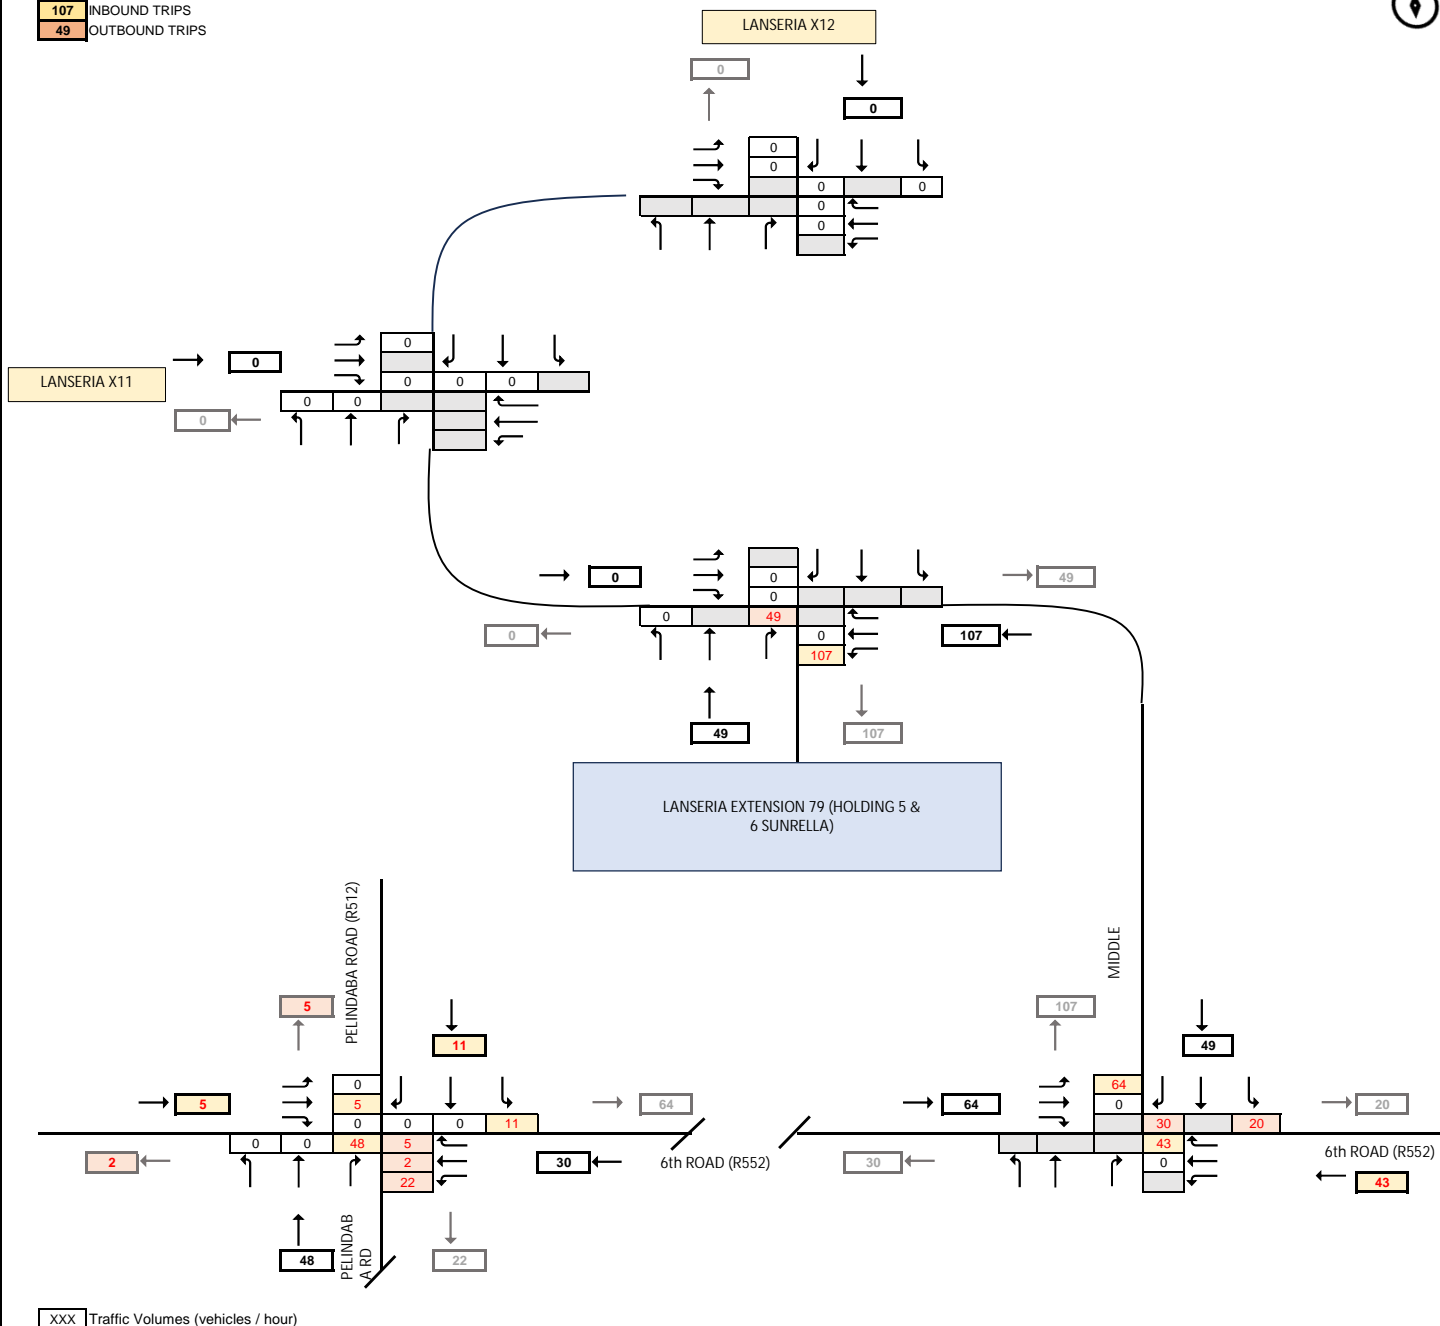 107 INBOUND TRIPS
49 OUTBOUND TRIPS
LANSERIA X12
0
0
0
0
0 0
0
0
0
0
LANSERIA X11
0
0 0 0
0 0
0
0
0
49
0
0
0 49
0
0
107
107
49
107
LANSERIA EXTENSION 79 (HOLDING 5 &
6 SUNRELLA)
PELINDABA ROAD (R512)
MIDDLE
5
11
107
49
0
5
5
64
0 0 0 11
0 0 48 5
2
2
22
30
6th ROAD (R552)
64
64
0
20
30 20
43
30
0
6th ROAD (R552)
43
48
PELINDAB
A RD
22
XXX Traffic Volumes (vehicles / hour)